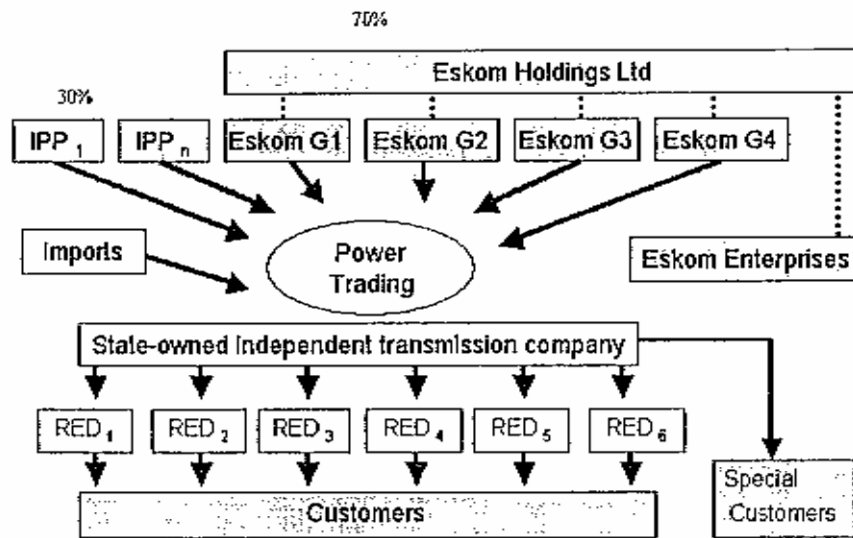 70%
Eskom Holdings Ltd
30%
IPP 1
IPP n
Eskom G1
Eskom G2
Eskom G3
Eskom G4
Imports
Power
Trading
Eskom Enterprises
State-owned independent transmission company
RED 1
RED 2
RED 3
RED 4
RED 5
RED 6
Customers
Special
Customers